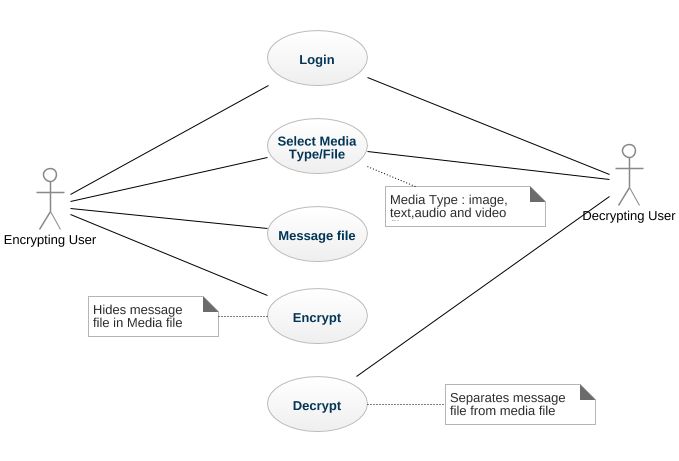 Login
Select Media
Type/File
Media Type : image,
text,audio and video
Decrypting User
Encrypting User
Message file
Hides message
file in Media file
Encrypt
Decrypt
Separates message
file from media file